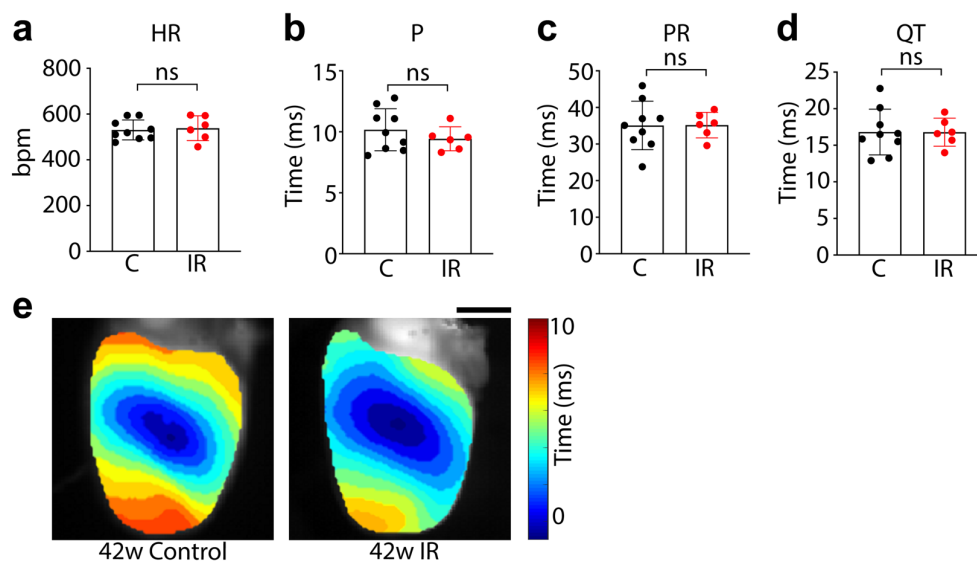 a
HR
bpm
800
600
400
200
0
ns
C
IR
b
P
Time (ms)
15
10
5
0
ns
C
IR
c
PR
Time (ms)
50
40
30
20
10
0
ns
C
IR
d
QT
Time (ms)
25
20
15
10
5
0
ns
C
IR
e
42w Control
42w IR
10
Time (ms)
0